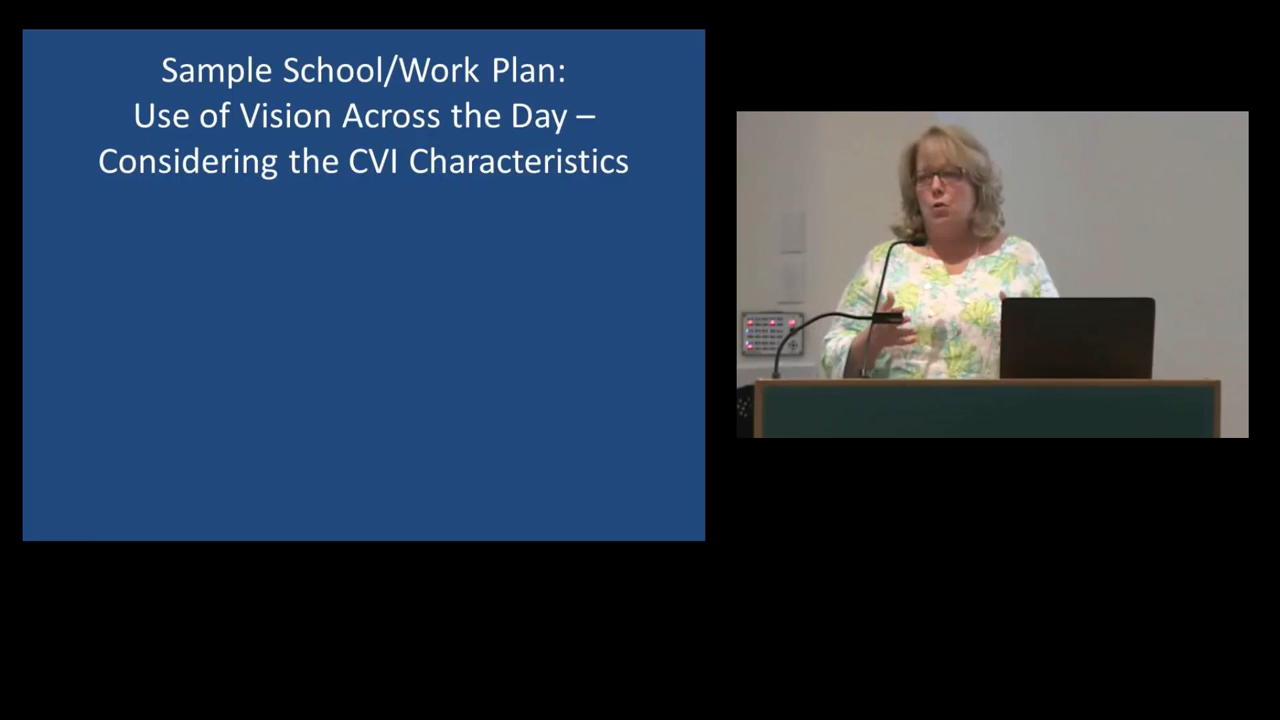 Sample School/Work Plan:
Use of Vision Across the Day –
Considering the CVI Characteristics